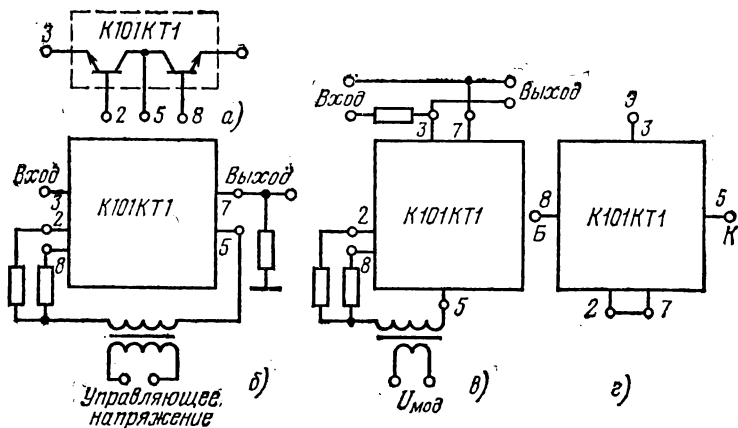 К101КТ1
3
2
5
8
а)
Вход
3
2
8
К101КТ1
Выход
7
5
Управляющее
напряжение
б)
Вход
Выход
3
7
2
8
К101КТ1
5
Uмод
в)
Э
3
8
Б
К101КТ1
5
К
2
7
г)